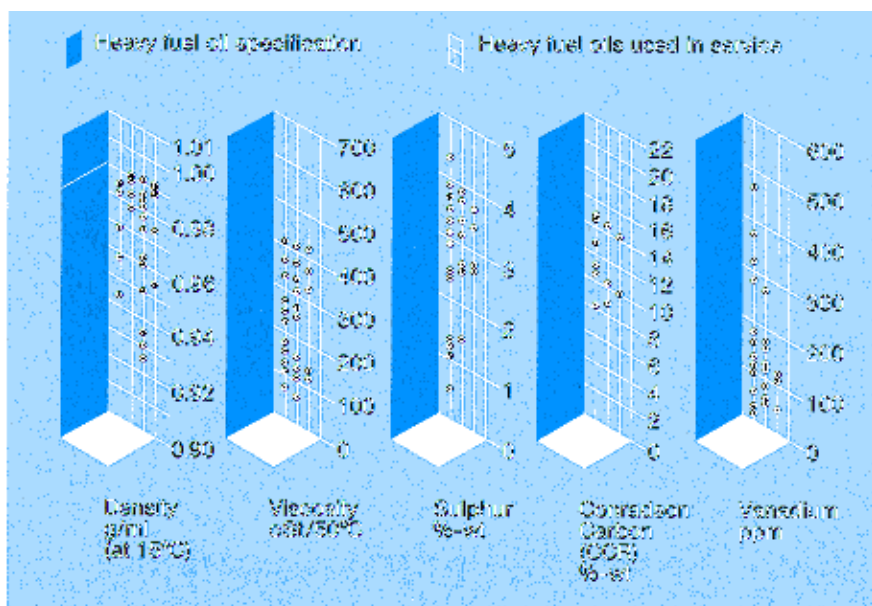 Heavy fuel oil specification
Heavy fuel oils used in service
1.01
1.00
0.98
0.96
0.94
0.92
0.90
700
600
500
400
300
200
100
0
5
4
3
2
1
0
22
20
18
16
14
12
10
8
6
4
2
0
600
500
400
300
200
100
0
Density
g/ml
(at 15°C)
Viscosity
cSt/50°C
Sulphur
%-wt
Conradson
Carbon
(CCR)
%-wt
Vanadium
ppm